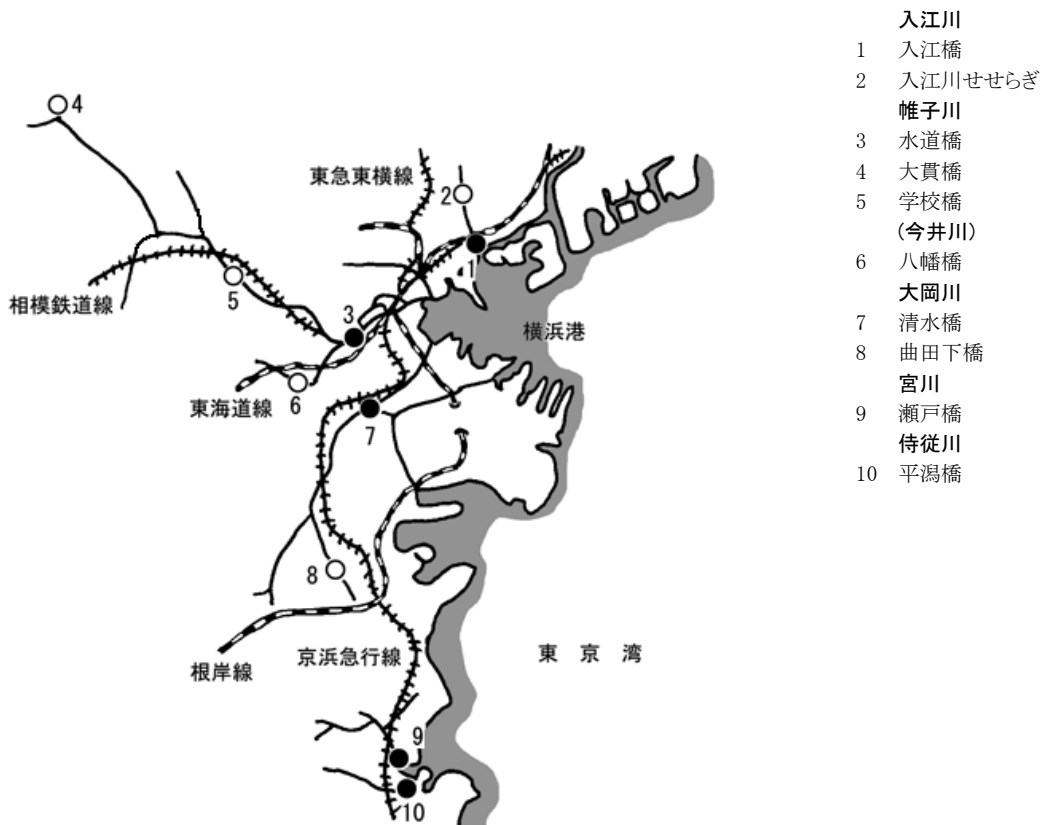 入江川
1 入江橋
2 入江川せせらぎ
帷子川
3 水道橋
4 大貫橋
5 学校橋
(今井川)
6 八幡橋
大岡川
7 清水橋
8 曲田下橋
宮川
9 瀬戸橋
侍従川
10 平潟橋
4
東急東横線
2
1
5
相模鉄道線
3
横浜港
6
東海道線
7
8
根岸線
京浜急行線
東京湾
9
10